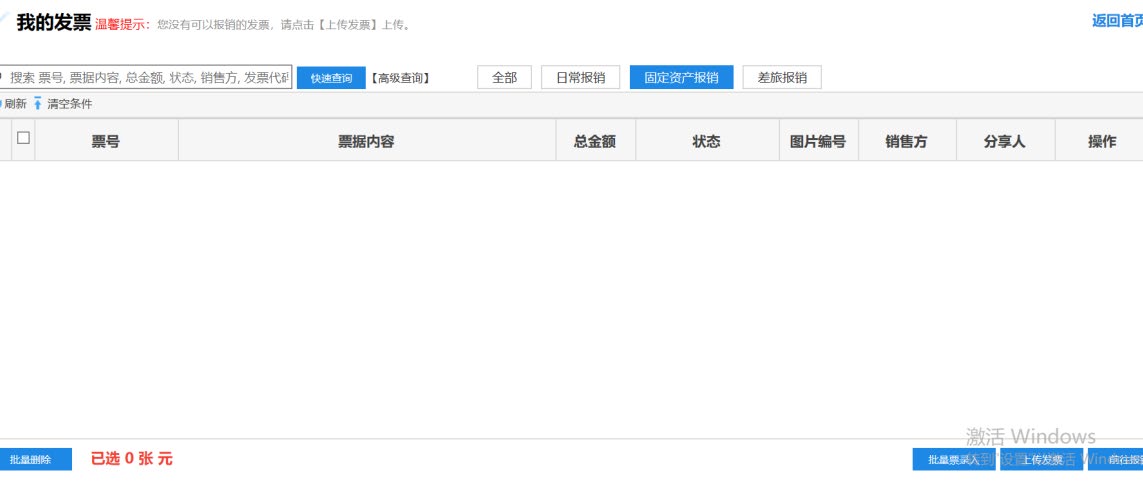 我的发票 温馨提示：您没有可以报销的发票，请点击【上传发票】上传。 返回首页
搜索 票号, 票据内容, 总金额, 状态, 销售方, 发票代码 快速查询 【高级查询】 全部 日常报销 固定资产报销 差旅报销
刷新 清空条件
票号 票据内容 总金额 状态 图片编号 销售方 分享人 操作
激活 Windows
批量删除 已选 0 张 元 批量票录入 上传发票 前往报
转到"设置"以激活 Wind